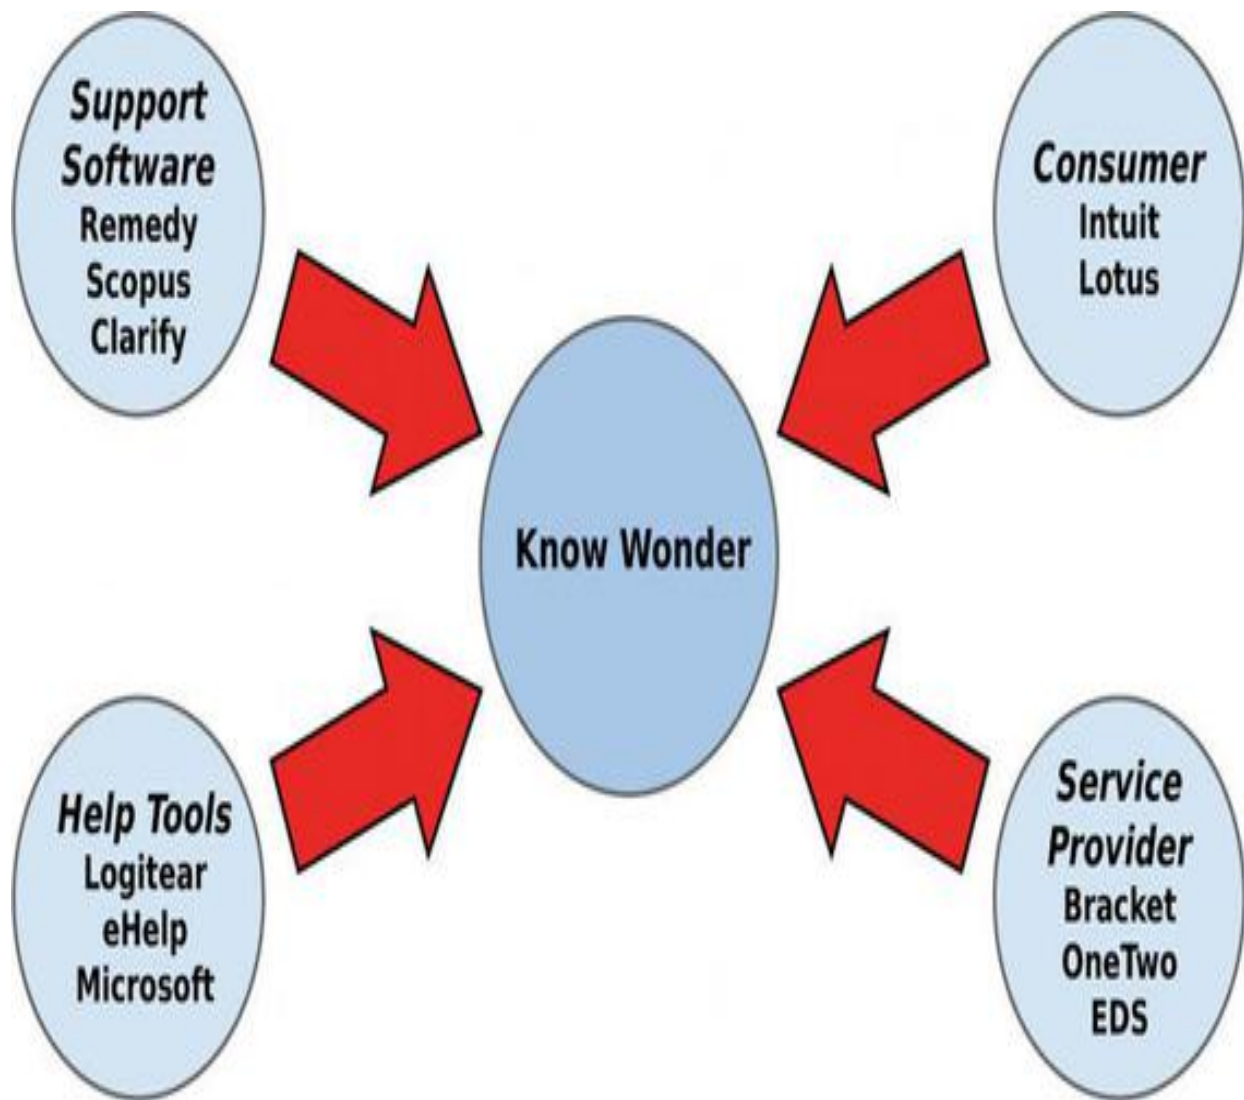 Support
Software
Remedy
Scopus
Clarify
Consumer
Intuit
Lotus
Know Wonder
Help Tools
Logitear
eHelp
Microsoft
Service
Provider
Bracket
OneTwo
EDS